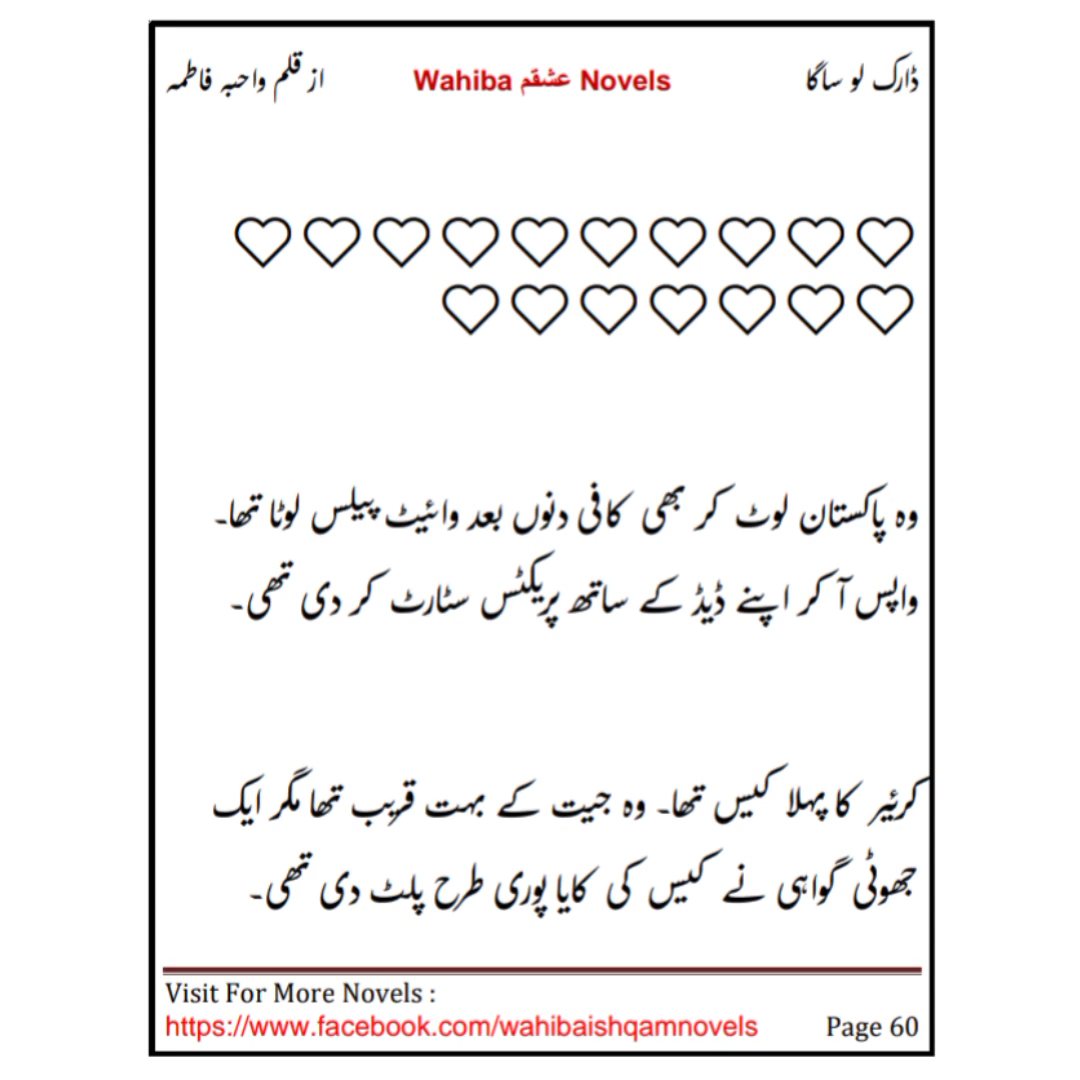 ڈارک لو ساگا Wahiba عشقم Novels از قلم واحبہ فاطمہ
♡♡♡♡♡♡♡♡♡♡
♡♡♡♡♡♡♡
وہ پاکستان لوٹ کر بھی کافی دنوں بعد وائیٹ پیلس لوٹا تھا۔
واپس آ کر اپنے ڈیڈ کے ساتھ پریکٹس سٹارٹ کر دی تھی۔
کرئیر کا پہلا کیس تھا۔ وہ جیت کے بہت قریب تھا مگر ایک
جھوٹی گواہی نے کیس کی کایا پوری طرح پلٹ دی تھی۔
Visit For More Novels :
https://www.facebook.com/wahibaishqamnovels Page 60